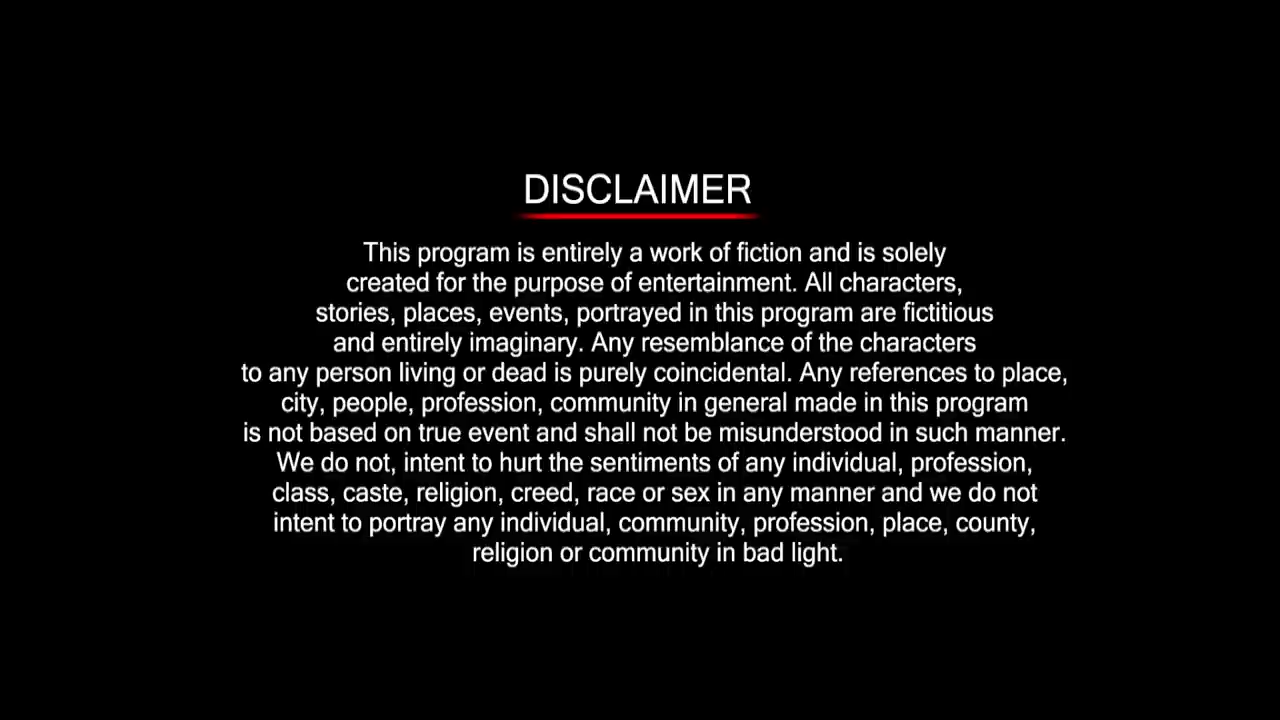 DISCLAIMER
This program is entirely a work of fiction and is solely
created for the purpose of entertainment. All characters,
stories, places, events, portrayed in this program are fictitious
and entirely imaginary. Any resemblance of the characters
to any person living or dead is purely coincidental. Any references to place,
city, people, profession, community in general made in this program
is not based on true event and shall not be misunderstood in such manner.
We do not, intent to hurt the sentiments of any individual, profession,
class, caste, religion, creed, race or sex in any manner and we do not
intent to portray any individual, community, profession, place, county,
religion or community in bad light.